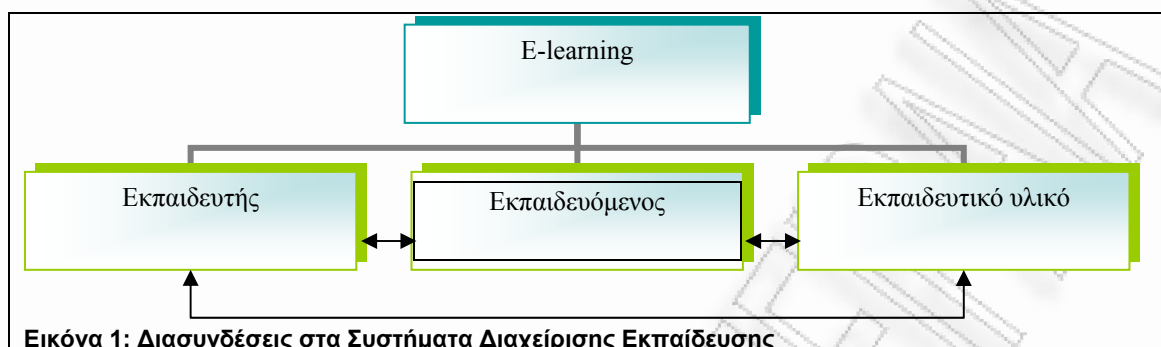 E-learning
Εκπαιδευτής
Εκπαιδευόμενος
Εκπαιδευτικό υλικό
Εικόνα 1: Διασυνδέσεις στα Συστήματα Διαχείρισης Εκπαίδευσης